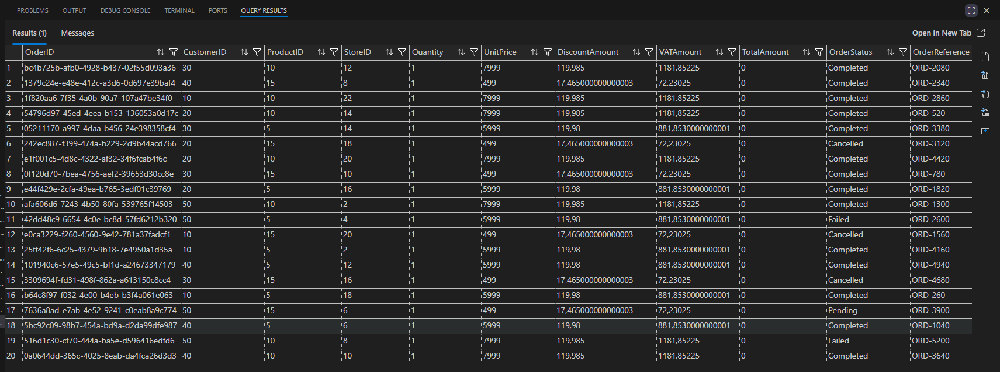 PROBLEMS OUTPUT DEBUG CONSOLE TERMINAL PORTS QUERY RESULTS
Results (1) Messages Open in New Tab
OrderID CustomerID ProductID StoreID Quantity UnitPrice DiscountAmount VATAmount TotalAmount OrderStatus OrderReference
1 bc4b725b-afb0-4928-b437-02f55d093a36 30 10 12 1 7999 119,985 1181,85225 0 Completed ORD-2080
2 1379c24e-e48e-412c-a3d6-0d697e39baf4 40 15 8 1 499 17,465000000000003 72,23025 0 Completed ORD-2340
3 1f820aa6-7f35-4a0b-90a7-107a47be34f0 10 10 22 1 7999 119,985 1181,85225 0 Completed ORD-2860
4 54796d97-45ed-4eea-b153-136053a0d17c 20 10 14 1 7999 119,985 1181,85225 0 Completed ORD-520
5 05211170-a997-4daa-b456-24e398358cf4 30 5 14 1 5999 119,98 881,8530000000001 0 Completed ORD-3380
6 242ec887-f399-474a-b229-2d9b44acd766 20 15 18 1 499 17,465000000000003 72,23025 0 Cancelled ORD-3120
7 e1f001c5-4d8c-4322-af32-34f6fcab4f6c 20 10 20 1 7999 119,985 1181,85225 0 Completed ORD-4420
8 0f120d70-7bea-4756-aef2-39653d30cc8e 30 15 10 1 499 17,465000000000003 72,23025 0 Completed ORD-780
9 e44f429e-2cfa-49ea-b765-3edf01c39769 20 5 16 1 5999 119,98 881,8530000000001 0 Completed ORD-1820
10 afa606d6-7243-4b50-80fa-539765f14503 50 10 2 1 7999 119,985 1181,85225 0 Completed ORD-1300
11 42dd48c9-6654-4c0e-bc8d-57fd6212b320 50 5 4 1 5999 119,98 881,8530000000001 0 Failed ORD-2600
12 e0ca3229-f260-4560-9e42-781a37fadcf1 10 15 20 1 499 17,465000000000003 72,23025 0 Cancelled ORD-1560
13 25ff42f6-6c25-4379-9b18-7e4950a1d35a 10 5 2 1 5999 119,98 881,8530000000001 0 Completed ORD-4160
14 101940c6-57e5-49c5-bf1d-a24673347179 40 5 12 1 5999 119,98 881,8530000000001 0 Completed ORD-4940
15 3309694f-fd31-498f-862a-a613150c8cc4 30 15 16 1 499 17,465000000000003 72,23025 0 Cancelled ORD-4680
16 b64c8f97-f032-4e00-b4eb-b3f4a061e063 10 5 18 1 5999 119,98 881,8530000000001 0 Completed ORD-260
17 7636a8ad-e7ab-4e52-9241-c0eab8a9c774 50 15 6 1 499 17,465000000000003 72,23025 0 Pending ORD-3900
18 5bc92c09-98b7-454a-bd9a-d2da99dfe987 40 5 6 1 5999 119,98 881,8530000000001 0 Completed ORD-1040
19 516d1c30-cf70-444a-ba5e-d596416edfd6 50 10 8 1 7999 119,985 1181,85225 0 Failed ORD-5200
20 0a0644dd-365c-4025-8eab-da4fca26d3d3 40 10 10 1 7999 119,985 1181,85225 0 Completed ORD-3640